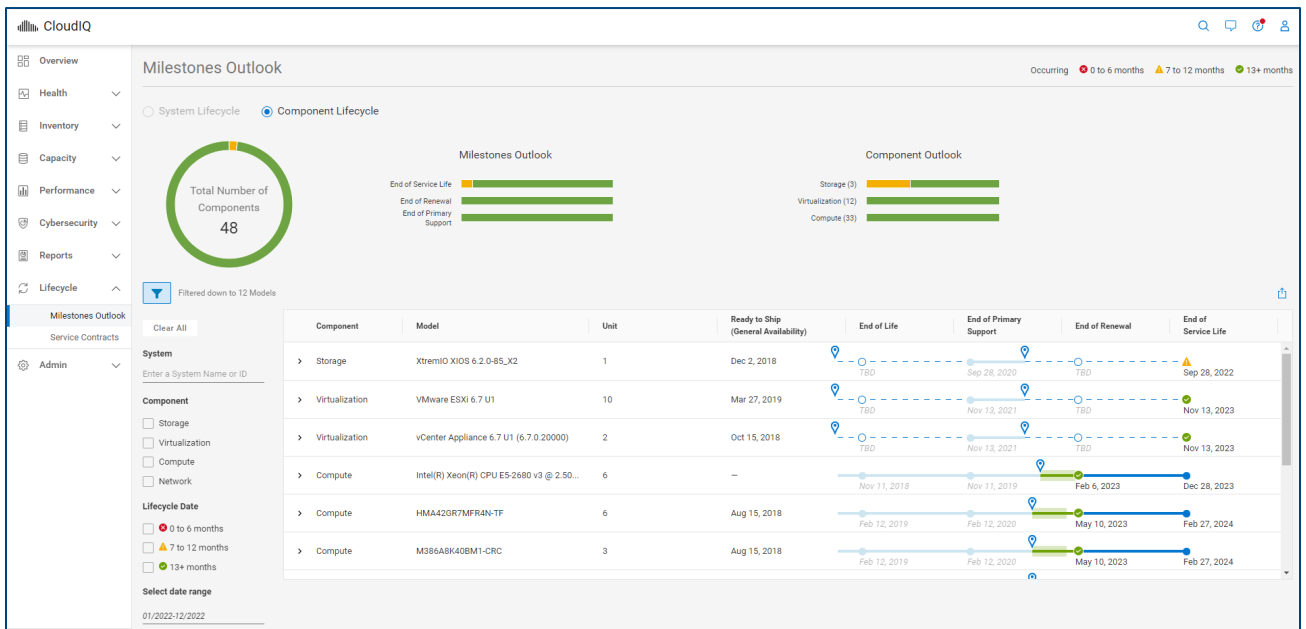 CloudIQ
Overview
Health
Inventory
Capacity
Performance
Cybersecurity
Reports
Lifecycle
Milestones Outlook
Service Contracts
Admin
Milestones Outlook
Occurring 0 to 6 months 7 to 12 months 13+ months
System Lifecycle Component Lifecycle
Total Number of
Components
48
Milestones Outlook
End of Service Life
End of Renewal
End of Primary
Support
Component Outlook
Storage (3)
Virtualization (12)
Compute (33)
Filtered down to 12 Models
Clear All
System
Enter a System Name or ID
Component
Storage
Virtualization
Compute
Network
Lifecycle Date
0 to 6 months
7 to 12 months
13+ months
Select date range
01/2022-12/2022
Component Model Unit Ready to Ship (General Availability) End of Life End of Primary Support End of Renewal End of Service Life
Storage XtremIO XIOS 6.2.0-85_X2 1 Dec 2, 2018 TBD Sep 28, 2020 TBD Sep 28, 2022
Virtualization VMware ESXi 6.7 U1 10 Mar 27, 2019 TBD Nov 13, 2021 TBD Nov 13, 2023
Virtualization vCenter Appliance 6.7 U1 (6.7.0.20000) 2 Oct 15, 2018 TBD Nov 13, 2021 TBD Nov 13, 2023
Compute Intel(R) Xeon(R) CPU E5-2680 v3 @ 2.50... 6 — Nov 11, 2018 Nov 11, 2019 Feb 6, 2023 Dec 28, 2023
Compute HMA42GR7MFR4N-TF 6 Aug 15, 2018 Feb 12, 2019 Feb 12, 2020 May 10, 2023 Feb 27, 2024
Compute M386A8K40BM1-CRC 3 Aug 15, 2018 Feb 12, 2019 Feb 12, 2020 May 10, 2023 Feb 27, 2024